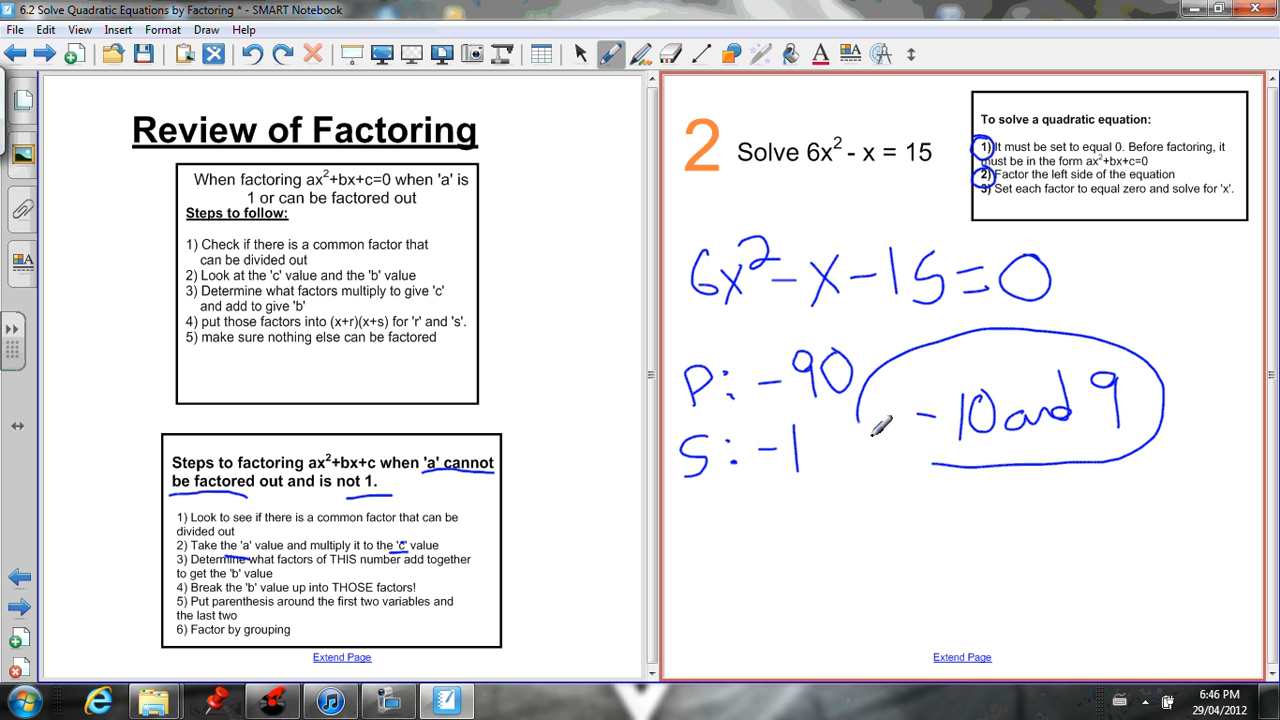 6.2 Solve Quadratic Equations by Factoring * - SMART Notebook
File Edit View Insert Format Draw Help
Review of Factoring
When factoring ax²+bx+c=0 when 'a' is
1 or can be factored out
Steps to follow:
1) Check if there is a common factor that
can be divided out
2) Look at the 'c' value and the 'b' value
3) Determine what factors multiply to give 'c'
and add to give 'b'
4) put those factors into (x+r)(x+s) for 'r' and 's'.
5) make sure nothing else can be factored
Steps to factoring ax²+bx+c when 'a' cannot
be factored out and is not 1.
1) Look to see if there is a common factor that can be
divided out
2) Take the 'a' value and multiply it to the 'c' value
3) Determine what factors of THIS number add together
to get the 'b' value
4) Break the 'b' value up into THOSE factors!
5) Put parenthesis around the first two variables and
the last two
6) Factor by grouping
Extend Page
2 Solve 6x² - x = 15
To solve a quadratic equation:
1) It must be set to equal 0. Before factoring, it
must be in the form ax²+bx+c=0
2) Factor the left side of the equation
3) Set each factor to equal zero and solve for 'x'.
6x² - x - 15 = 0
P: -90
-10 and 9
S: -1
Extend Page
6:46 PM
29/04/2012